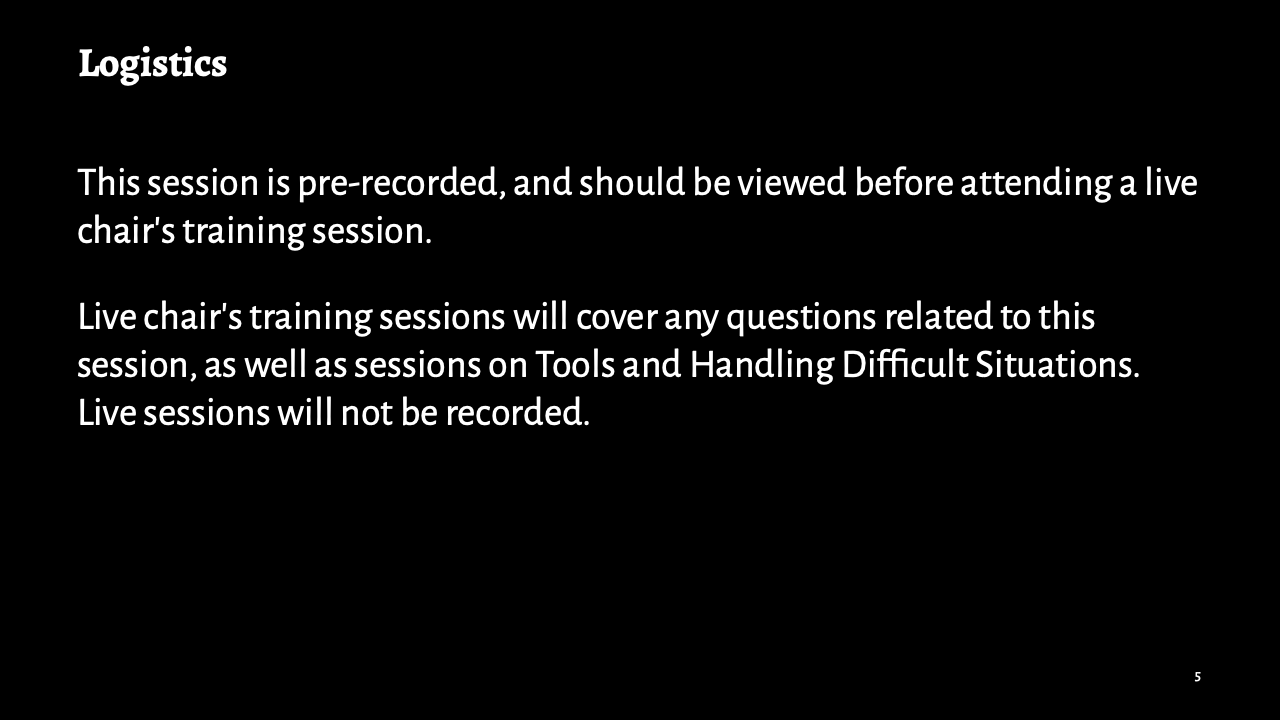 Logistics
This session is pre-recorded, and should be viewed before attending a live
chair's training session.
Live chair's training sessions will cover any questions related to this
session, as well as sessions on Tools and Handling Difficult Situations.
Live sessions will not be recorded.
5